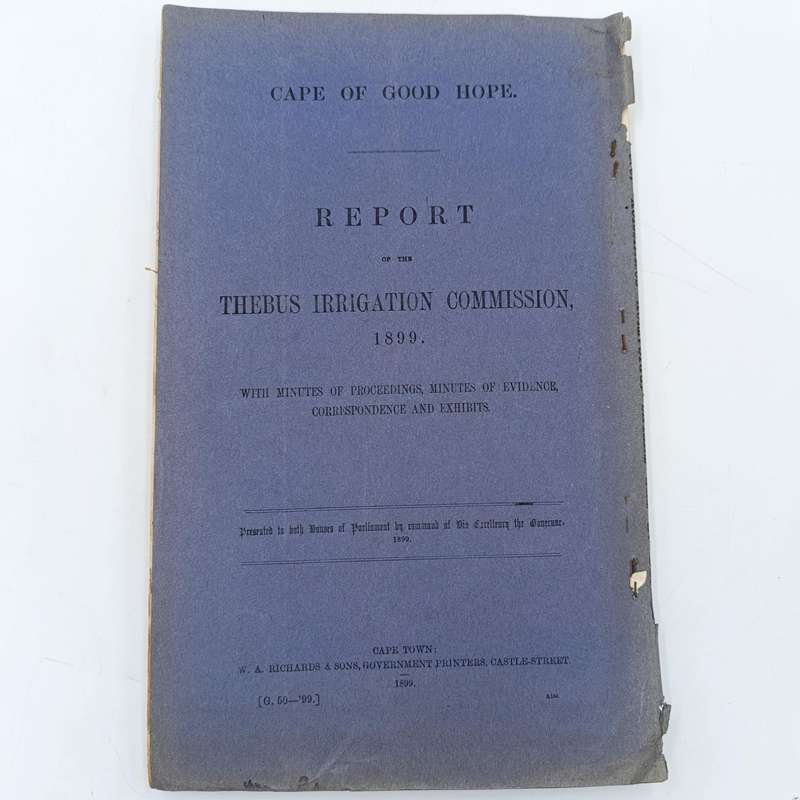 CAPE OF GOOD HOPE.
REPORT
OF THE
THEBUS IRRIGATION COMMISSION,
1899.
WITH MINUTES OF PROCEEDINGS, MINUTES OF EVIDENCE,
CORRESPONDENCE AND EXHIBITS.
Presented to both Houses of Parliament by command of His Excellency the Governor.
1899.
CAPE TOWN:
W. A. RICHARDS & SONS, GOVERNMENT PRINTERS, CASTLE-STREET.
1899.
[G. 50—'99.]